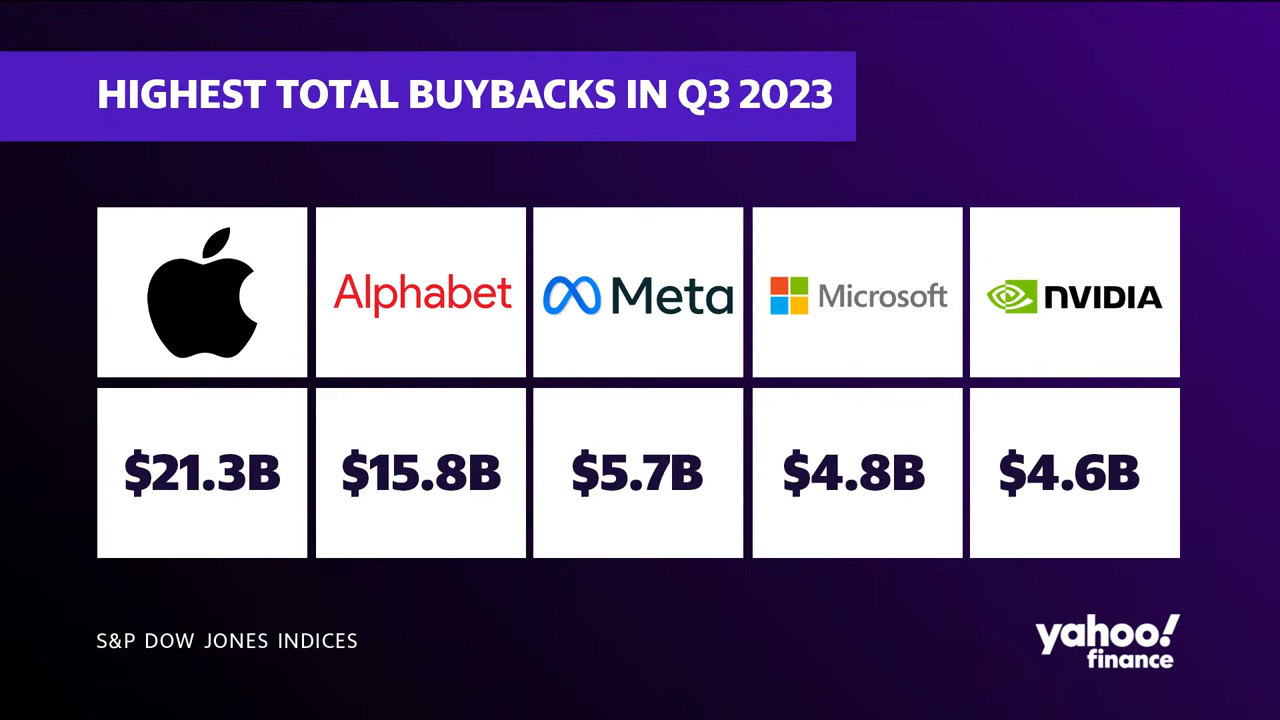 HIGHEST TOTAL BUYBACKS IN Q3 2023
Alphabet
Meta
Microsoft
NVIDIA
$21.3B
$15.8B
$5.7B
$4.8B
$4.6B
S&P DOW JONES INDICES
yahoo!
finance